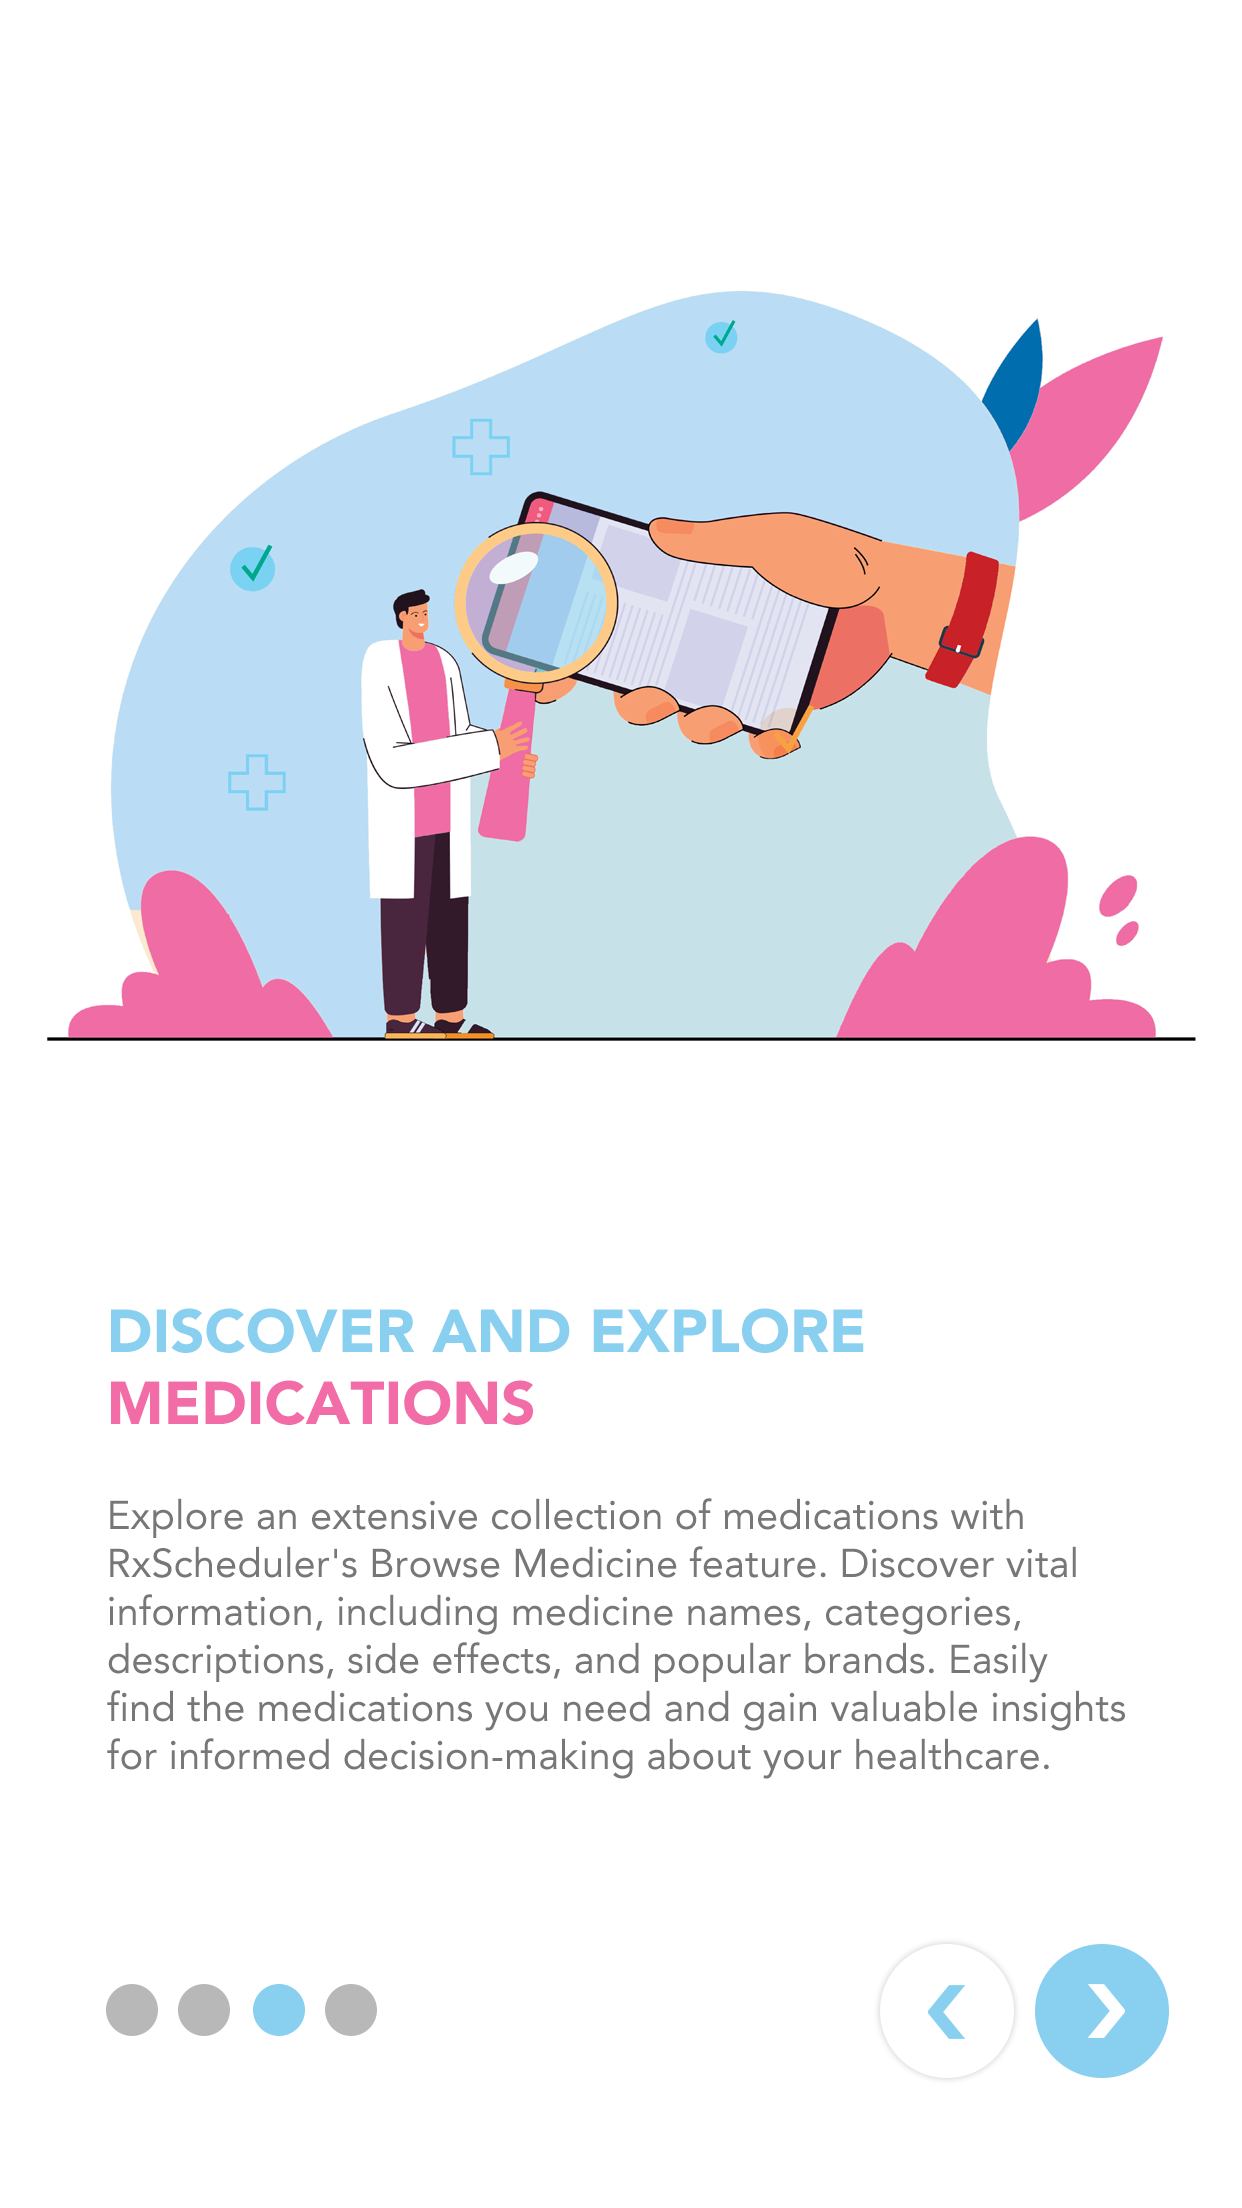 DISCOVER AND EXPLORE
MEDICATIONS
Explore an extensive collection of medications with
RxScheduler's Browse Medicine feature. Discover vital
information, including medicine names, categories,
descriptions, side effects, and popular brands. Easily
find the medications you need and gain valuable insights
for informed decision-making about your healthcare.